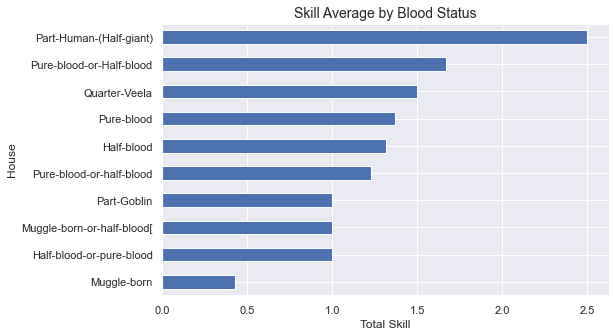 Skill Average by Blood Status
House
Part-Human-(Half-giant)
Pure-blood-or-Half-blood
Quarter-Veela
Pure-blood
Half-blood
Pure-blood-or-half-blood
Part-Goblin
Muggle-born-or-half-blood[
Half-blood-or-pure-blood
Muggle-born
0.0 0.5 1.0 1.5 2.0 2.5
Total Skill